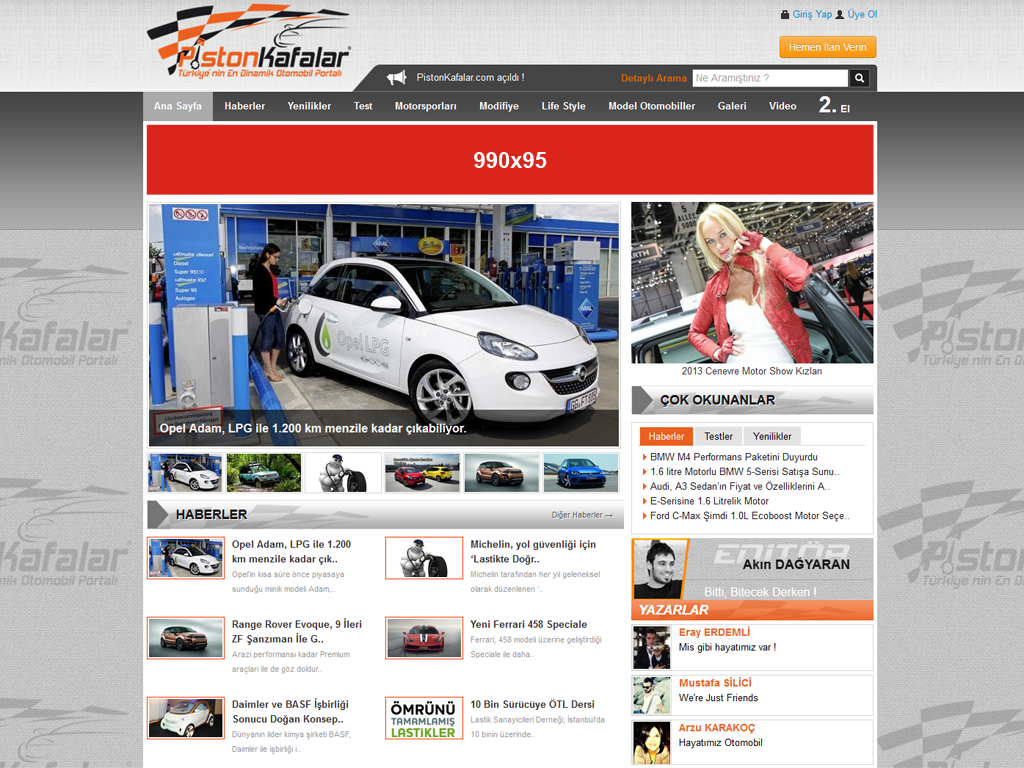 PistonKafalar
Türkiye'nin En Dinamik Otomobil Portalı
Giriş Yap Üye Ol
Hemen İlan Verin
PistonKafalar.com açıldı !
Detaylı Arama
Ne Aramıştınız ?
Ana Sayfa Haberler Yenilikler Test Motorsporları Modifiye Life Style Model Otomobiller Galeri Video 2. El
990x95
ARAL
Diesel
Super 95
Autogas
Opel LPG
Opel Adam, LPG ile 1.200 km menzile kadar çıkabiliyor.
2013 Cenevre Motor Show Kızları
ÇOK OKUNANLAR
Haberler Testler Yenilikler
BMW M4 Performans Paketini Duyurdu
1.6 litre Motorlu BMW 5-Serisi Satışa Sunu..
Audi, A3 Sedan'ın Fiyat ve Özelliklerini A..
E-Serisine 1.6 Litrelik Motor
Ford C-Max Şimdi 1.0L Ecoboost Motor Seçe..
HABERLER
Diğer Haberler →
Opel Adam, LPG ile 1.200
km menzile kadar çık..
Opel'in kısa süre önce piyasaya
sunduğu minik modeli Adam,..
Michelin, yol güvenliği için
'Lastikte Doğr..
Michelin tarafından her yıl geleneksel
olarak düzenlenen '..
Range Rover Evoque, 9 İleri
ZF Şanzıman İle G..
Arazi performansı kadar Premium
araçları ile de göz doldur..
Yeni Ferrari 458 Speciale
Ferrari, 458 modeli üzerine geliştirdiği
Speciale ile daha..
Daimler ve BASF İşbirliği
Sonucu Doğan Konsep..
Dünyanın lider kimya şirketi BASF,
Daimler ile işbirliği i..
ÖMRÜNÜ
TAMAMLAMIŞ
LASTİKLER
10 Bin Sürücüye ÖTL Dersi
Lastik Sanayicileri Derneği; İstanbul'da
10 binin üzerinde..
EDİTÖR
Akın DAĞYARAN
Bitti, Bitecek Derken !
YAZARLAR
Eray ERDEMLİ
Mis gibi hayatımız var !
Mustafa SİLİCİ
We're Just Friends
Arzu KARAKOÇ
Hayatımız Otomobil